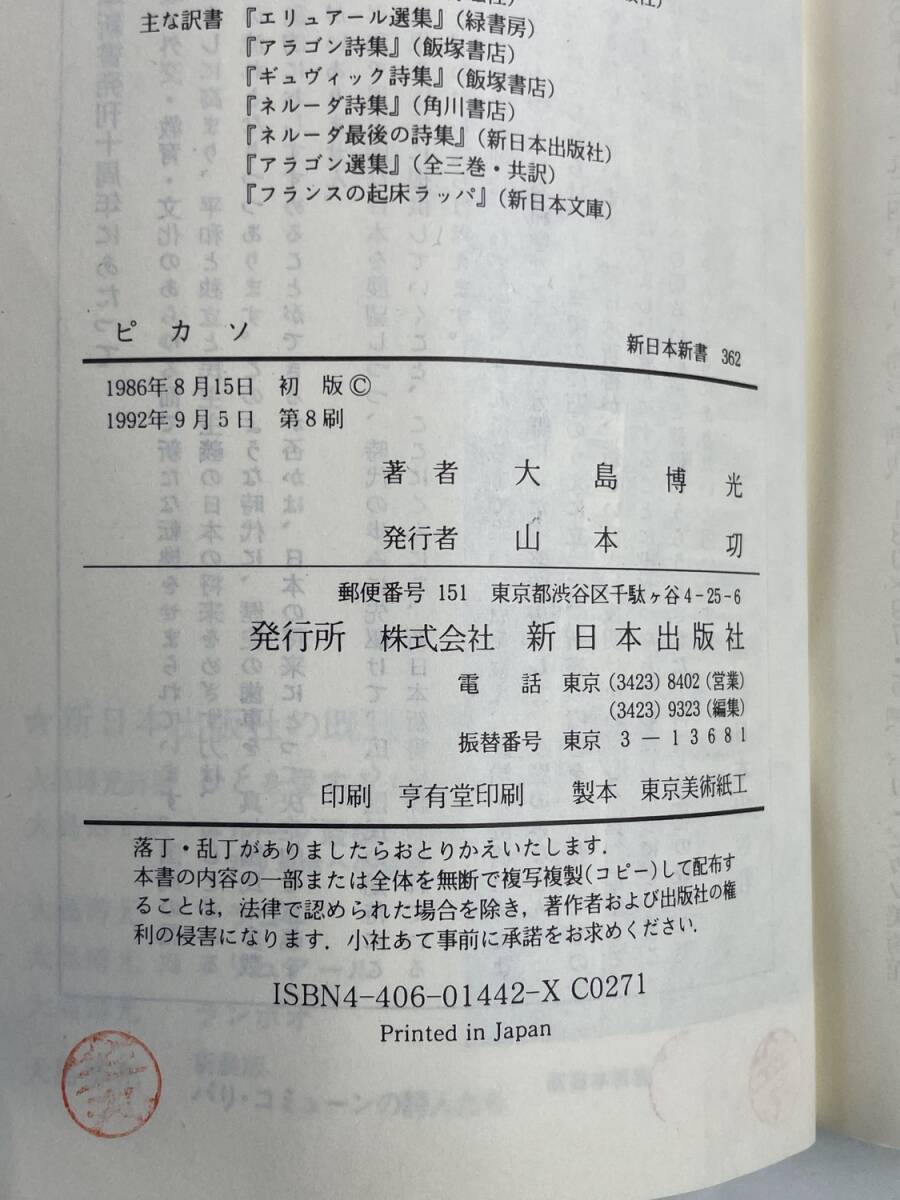 主な訳書 『エリュアール選集』(緑書房)
『アラゴン詩集』(飯塚書店)
『ギュヴィック詩集』(飯塚書店)
『ネルーダ詩集』(角川書店)
『ネルーダ最後の詩集』(新日本出版社)
『アラゴン選集』(全三巻・共訳)
『フランスの起床ラッパ』(新日本文庫)
ピカソ 新日本新書 362
1986年8月15日 初版©
1992年9月5日 第8刷
著者 大島博光
発行者 山本功
郵便番号 151 東京都渋谷区千駄ヶ谷4-25-6
発行所 株式会社 新日本出版社
電話 東京 (3423) 8402 (営業)
(3423) 9323 (編集)
振替番号 東京 3-13681
印刷 亨有堂印刷 製本 東京美術紙工
落丁・乱丁がありましたらおとりかえいたします.
本書の内容の一部または全体を無断で複写複製(コピー)して配布す
ることは,法律で認められた場合を除き,著作者および出版社の権
利の侵害になります. 小社あて事前に承諾をお求めください.
ISBN4-406-01442-X C0271
Printed in Japan